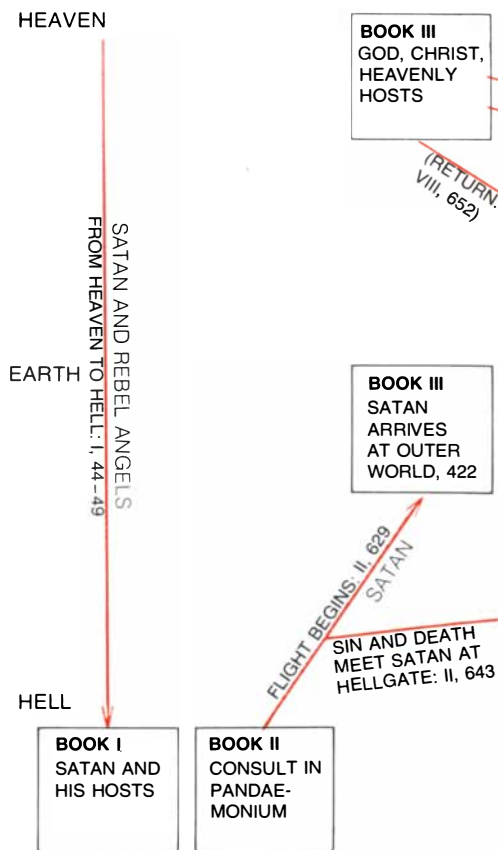 HEAVEN
BOOK III
GOD, CHRIST,
HEAVENLY
HOSTS
(RETURN:
VIII, 652)
SATAN AND REBEL ANGELS
FROM HEAVEN TO HELL: I, 44–49
EARTH
BOOK III
SATAN
ARRIVES
AT OUTER
WORLD, 422
FLIGHT BEGINS: II, 629
SATAN
SIN AND DEATH
MEET SATAN AT
HELLGATE: II, 643
HELL
BOOK I
SATAN AND
HIS HOSTS
BOOK II
CONSULT IN
PANDAE-
MONIUM